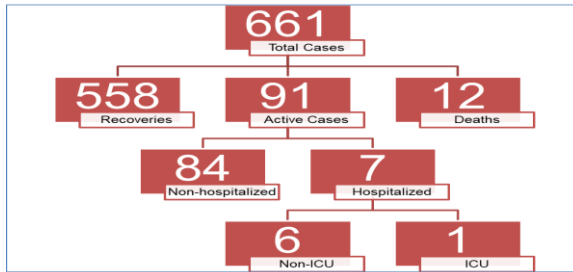 661
Total Cases
558
Recoveries
91
Active Cases
12
Deaths
84
Non-hospitalized
7
Hospitalized
6
Non-ICU
1
ICU